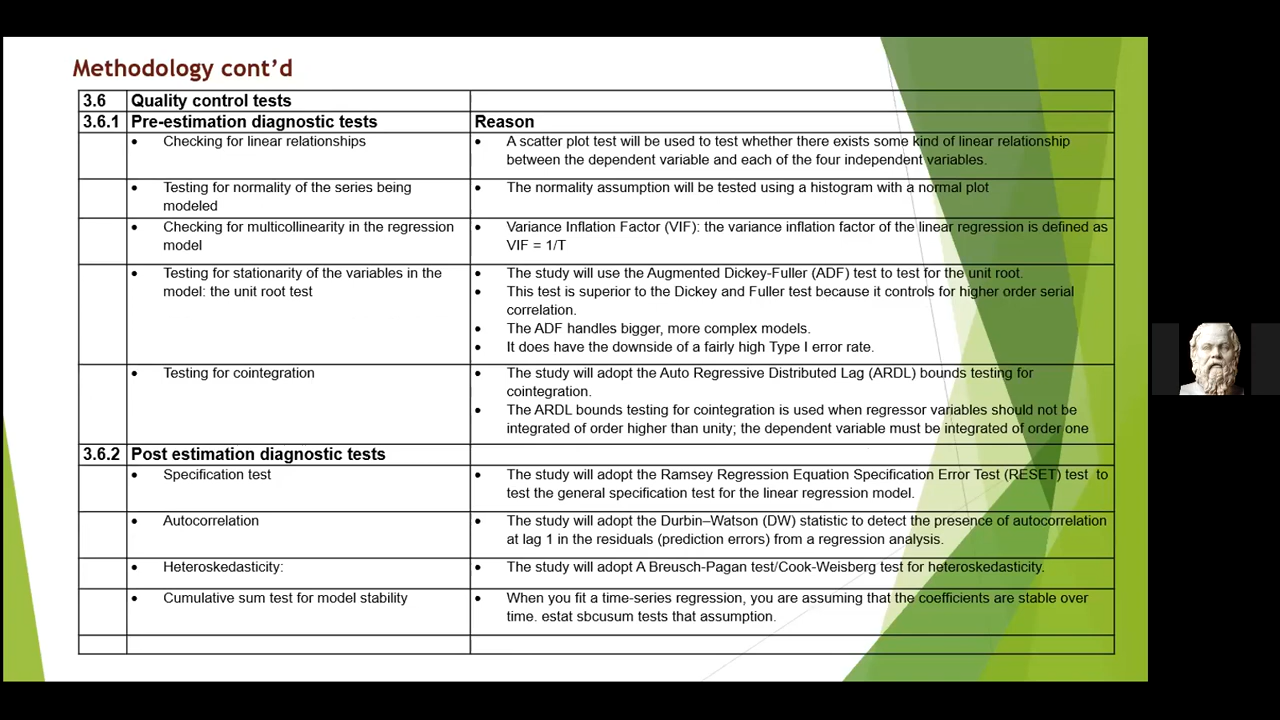 Methodology cont’d
3.6 Quality control tests
3.6.1 Pre-estimation diagnostic tests Reason
• Checking for linear relationships
• A scatter plot test will be used to test whether there exists some kind of linear relationship
between the dependent variable and each of the four independent variables.
• Testing for normality of the series being
modeled
• The normality assumption will be tested using a histogram with a normal plot
• Checking for multicollinearity in the regression
model
• Variance Inflation Factor (VIF): the variance inflation factor of the linear regression is defined as
VIF = 1/T
• Testing for stationarity of the variables in the
model: the unit root test
• The study will use the Augmented Dickey-Fuller (ADF) test to test for the unit root.
• This test is superior to the Dickey and Fuller test because it controls for higher order serial
correlation.
• The ADF handles bigger, more complex models.
• It does have the downside of a fairly high Type I error rate.
• Testing for cointegration
• The study will adopt the Auto Regressive Distributed Lag (ARDL) bounds testing for
cointegration.
• The ARDL bounds testing for cointegration is used when regressor variables should not be
integrated of order higher than unity; the dependent variable must be integrated of order one
3.6.2 Post estimation diagnostic tests
• Specification test
• The study will adopt the Ramsey Regression Equation Specification Error Test (RESET) test to
test the general specification test for the linear regression model.
• Autocorrelation
• The study will adopt the Durbin–Watson (DW) statistic to detect the presence of autocorrelation
at lag 1 in the residuals (prediction errors) from a regression analysis.
• Heteroskedasticity:
• The study will adopt A Breusch-Pagan test/Cook-Weisberg test for heteroskedasticity.
• Cumulative sum test for model stability
• When you fit a time-series regression, you are assuming that the coefficients are stable over
time. estat sbcusum tests that assumption.